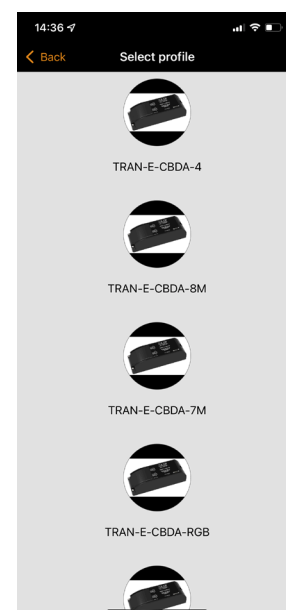 14:36
Back Select profile
TRAN-E-CBDA-4
TRAN-E-CBDA-8M
TRAN-E-CBDA-7M
TRAN-E-CBDA-RGB